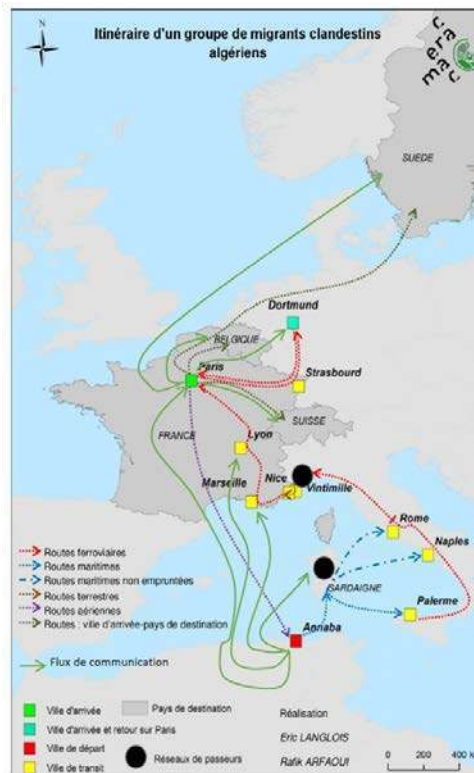 Itinéraire d'un groupe de migrants clandestins
algériens
cera
mac
N
SUEDE
Dortmund
BELGIQUE
Paris
Strasbourd
SUISSE
FRANCE
Lyon
Nice
Marseille
Vintimille
Rome
Naples
SARDAIGNE
Palerme
Annaba
Routes ferroviaires
Routes maritimes
Routes maritimes non empruntées
Routes terrestres
Routes aériennes
Routes : ville d'arrivée-pays de destination
Flux de communication
Ville d'arrivée
Pays de destination
Réalisation
Ville d'arrivée et retour sur Paris
Eric LANGLOIS
Ville de départ
Réseaux de passeurs
Ville de transit
Rafik ARFAOUI
0 200 400 k